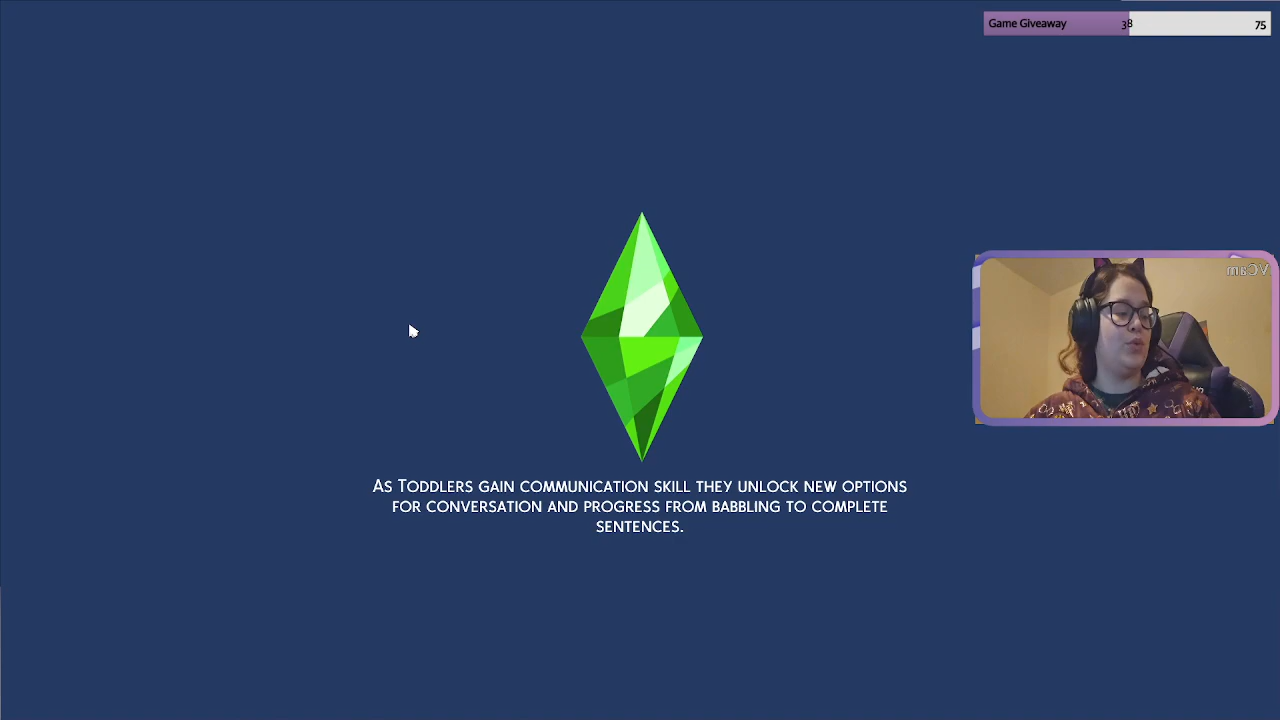 Game Giveaway 38 75
VCam
AS TODDLERS GAIN COMMUNICATION SKILL THEY UNLOCK NEW OPTIONS
FOR CONVERSATION AND PROGRESS FROM BABBLING TO COMPLETE
SENTENCES.